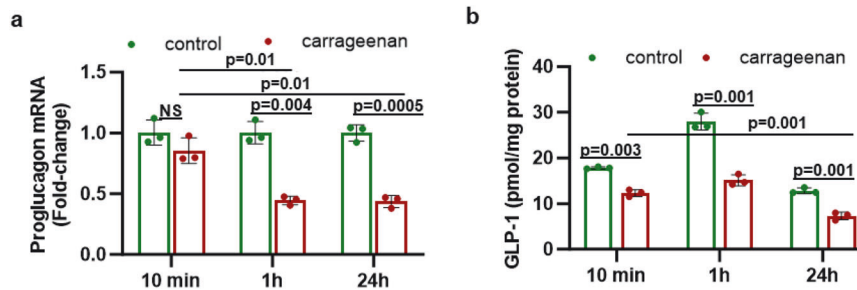 a
control carrageenan
p=0.01
p=0.01
NS p=0.004 p=0.0005
Proglucagon mRNA
(Fold-change)
1.5
1.0
0.5
0.0
10 min 1h 24h
b
control carrageenan
p=0.001
p=0.001
p=0.003 p=0.001
GLP-1 (pmol/mg protein)
40
30
20
10
0
10 min 1h 24h